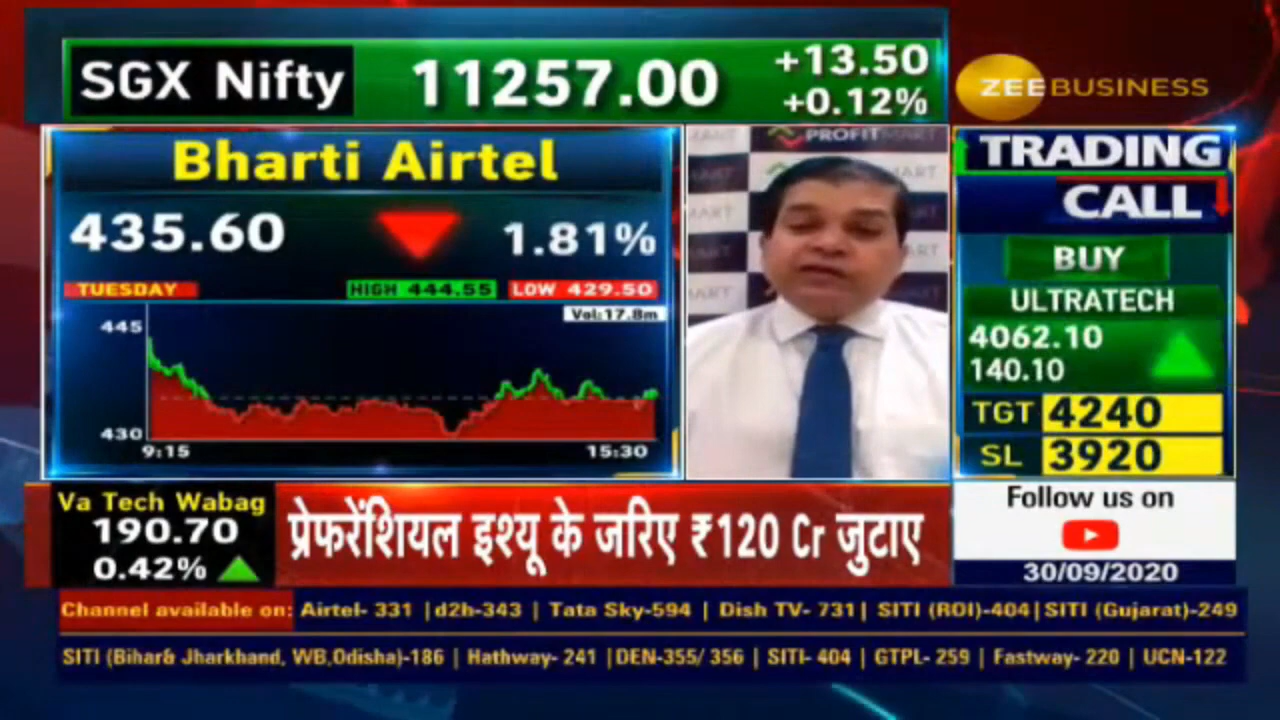 SGX Nifty 11257.00 +13.50
+0.12%
ZEEBUSINESS
Bharti Airtel
435.60 1.81%
TUESDAY HIGH 444.55 LOW 429.50
Vol:17.8m
445
430
9:15 15:30
PROFITMART
MART
TRADING
CALL
BUY
ULTRATECH
4062.10
140.10
TGT 4240
SL 3920
Va Tech Wabag
190.70
0.42%
प्रेफरेंशियल इश्यू के जरिए ₹120 Cr जुटाए
Follow us on
30/09/2020
Channel available on: Airtel- 331 |d2h-343 | Tata Sky-594 | Dish TV- 731| SITI (ROI)-404|SITI (Gujarat)-249
SITI (Bihar& Jharkhand, WB,Odisha)-186 | Hathway- 241 |DEN-355/ 356 | SITI- 404 | GTPL- 259 | Fastway- 220 | UCN-122